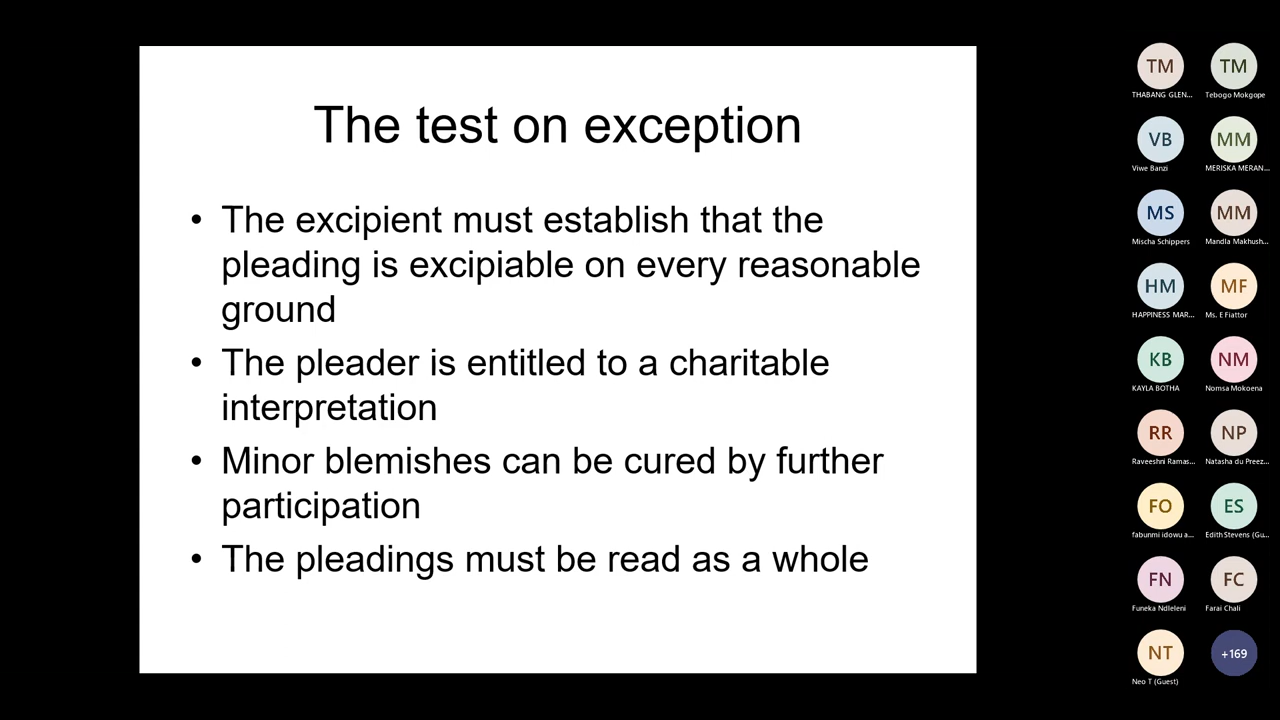 The test on exception
• The excipient must establish that the
pleading is excipiable on every reasonable
ground
• The pleader is entitled to a charitable
interpretation
• Minor blemishes can be cured by further
participation
• The pleadings must be read as a whole
TM TM
THABANG GLEN... Tebogo Mokgope
VB MM
Viwe Banzi MERISKA MERAN...
MS MM
Mischa Schippers Mandla Makhush...
HM MF
HAPPINESS MAR... Ms. E Fiattor
KB NM
KAYLA BOTHA Nomsa Mokoena
RR NP
Raveeshni Ramas... Natasha du Preez...
FO ES
fabunmi idowu a... Edith Stevens (Gu...
FN FC
Funeka Ndleleni Farai Chali
NT +169
Neo T (Guest)